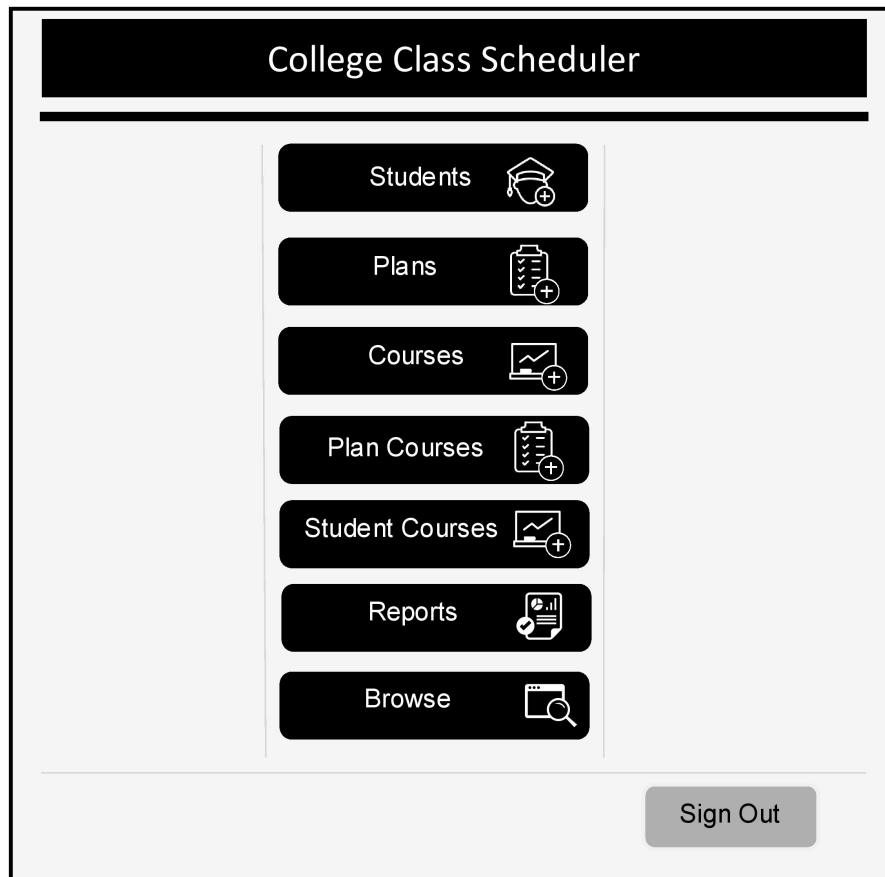 College Class Scheduler
Students
Plans
Courses
Plan Courses
Student Courses
Reports
Browse
Sign Out